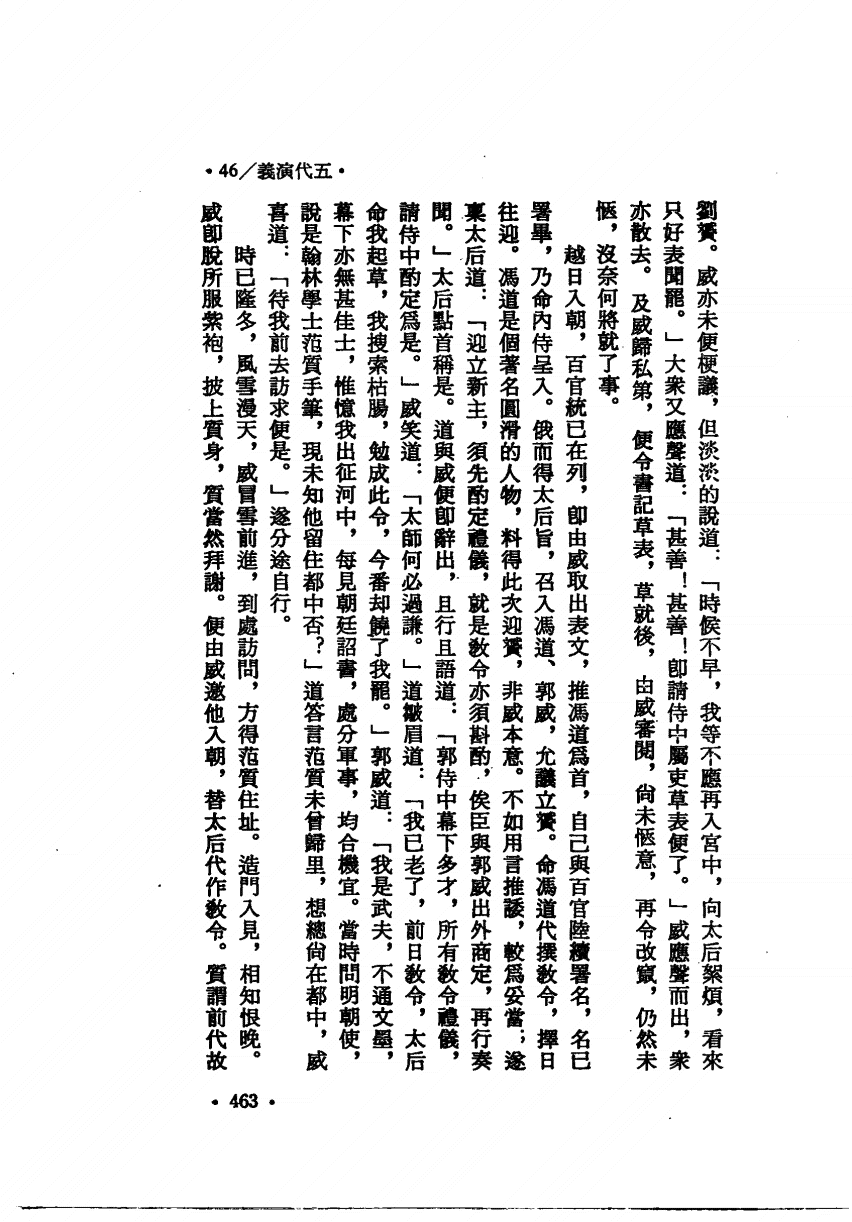 •46／義演代五•
劉贇。威亦未便梗議，但淡淡的說道：「時候不早，我等不應再入宮中，向太后絮煩，看來
只好表聞罷。」大衆又應聲道：「甚善！甚善！卽請侍中屬吏草表便了。」威應聲而出，衆
亦散去。及威歸私第，便令書記草表，草就後，由威審閱，尙未愜意，再令改竄，仍然未
愜，沒奈何將就了事。
越日入朝，百官統已在列，卽由威取出表文，推馮道爲首，自己與百官陸續署名，名已
署畢，乃命內侍呈入。俄而得太后旨，召入馮道、郭威，允議立贇。命馮道代撰敎令，擇日
往迎。馮道是個著名圓滑的人物，料得此次迎贇，非威本意。不如用言推諉，較爲妥當；遂
稟太后道：「迎立新主，須先酌定禮儀，就是敎令亦須斟酌，俟臣與郭威出外商定，再行奏
聞。」太后點首稱是。道與威便卽辭出，且行且語道：「郭侍中幕下多才，所有敎令禮儀，
請侍中酌定爲是。」威笑道：「太師何必過謙。」道皺眉道：「我已老了，前日敎令，太后
命我起草，我搜索枯腸，勉成此令，今番却饒了我罷。」郭威道：「我是武夫，不通文墨，
幕下亦無甚佳士，惟憶我出征河中，每見朝廷詔書，處分軍事，均合機宜。當時問明朝使，
說是翰林學士范質手筆，現未知他留住都中否？」道答言范質未曾歸里，想總尙在都中，威
喜道：「待我前去訪求便是。」遂分途自行。
時已隆冬，風雪漫天，威冒雪前進，到處訪問，方得范質住址。造門入見，相知恨晚。
威卽脫所服紫袍，披上質身，質當然拜謝。便由威邀他入朝，替太后代作敎令。質謂前代故
•463•